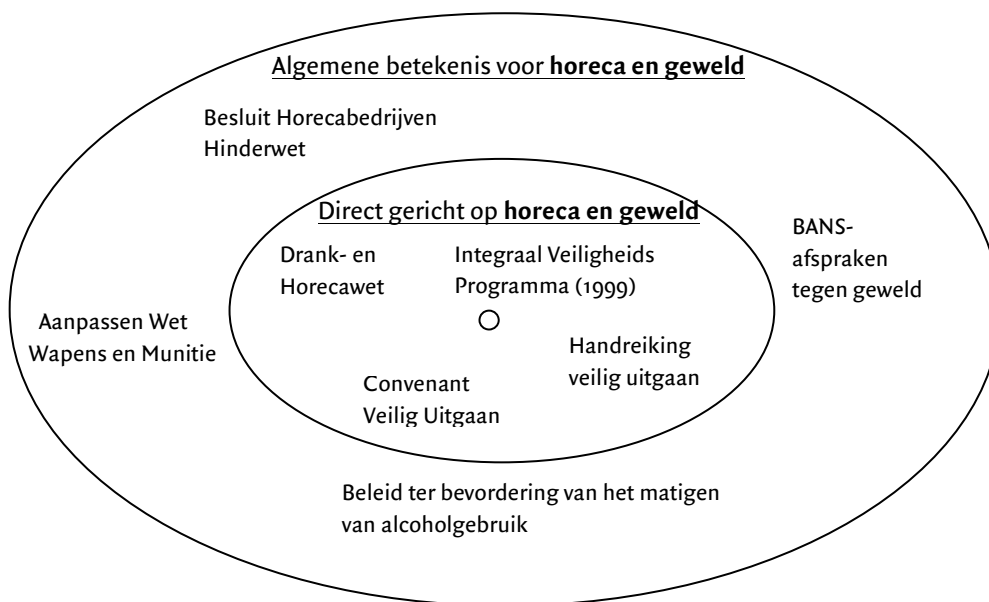 Algemene betekenis voor horeca en geweld
Besluit Horecabedrijven
Hinderwet
Direct gericht op horeca en geweld
Drank- en
Horecawet
Integraal Veiligheids
Programma (1999)
BANS-
afspraken
tegen geweld
Aanpassen Wet
Wapens en Munitie
Handreiking
veilig uitgaan
Convenant
Veilig Uitgaan
Beleid ter bevordering van het matigen
van alcoholgebruik